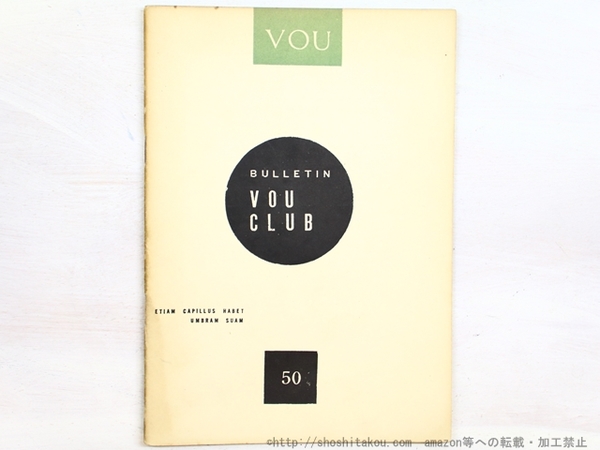 VOU
BULLETIN
VOU
CLUB
ETIAM CAPILLUS HABET
UMBRAM SUAM
50
©http://shoshitakou.com amazon等への転載・加工禁止